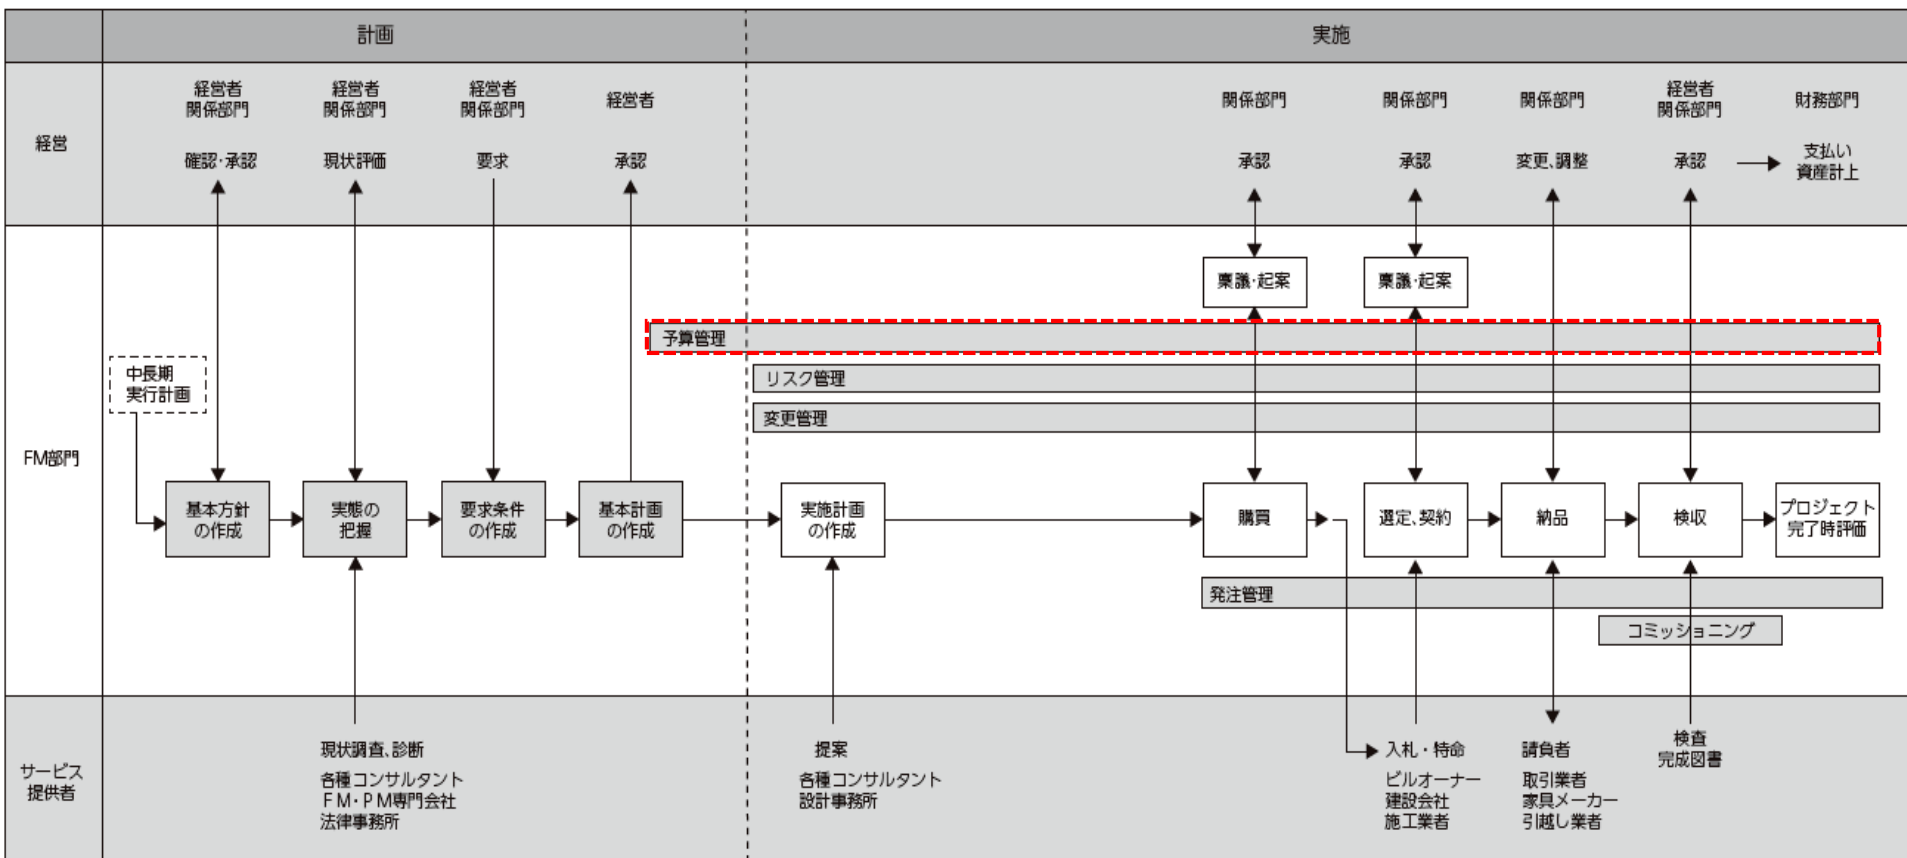 計画
実施
経営
経営者
関係部門
確認・承認
経営者
関係部門
現状評価
経営者
関係部門
要求
経営者
承認
関係部門
承認
関係部門
承認
関係部門
変更、調整
経営者
関係部門
承認
財務部門
支払い
資産計上
FM部門
稟議・起案
稟議・起案
予算管理
リスク管理
変更管理
中長期
実行計画
基本方針
の作成
実態の
把握
要求条件
の作成
基本計画
の作成
実施計画
の作成
購買
選定、契約
納品
検収
プロジェクト
完了時評価
発注管理
コミッショニング
サービス
提供者
現状調査、診断
各種コンサルタント
FM・PM専門会社
法律事務所
提案
各種コンサルタント
設計事務所
入札・特命
ビルオーナー
建設会社
施工業者
請負者
取引業者
家具メーカー
引越し業者
検査
完成図書